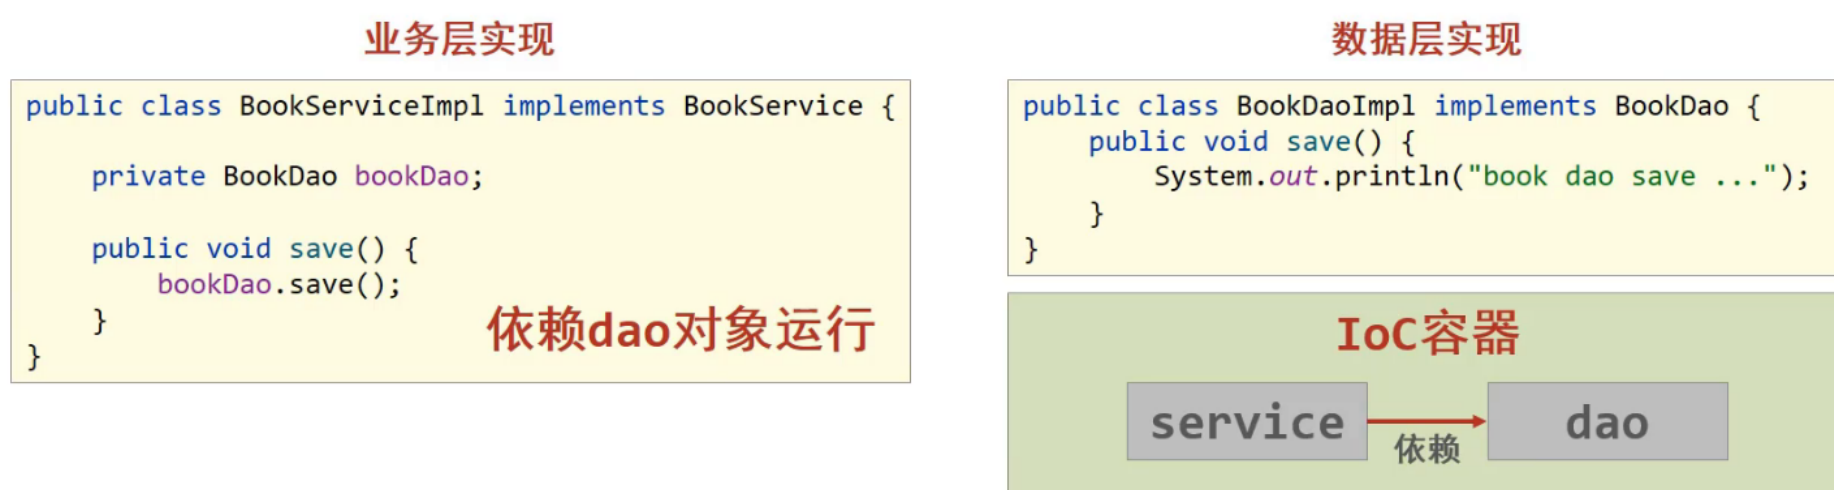 业务层实现
public class BookServiceImpl implements BookService {
private BookDao bookDao;
public void save() {
bookDao.save();
}
}
依赖dao对象运行
数据层实现
public class BookDaoImpl implements BookDao {
public void save() {
System.out.println("book dao save ...");
}
}
IoC容器
service
依赖
dao